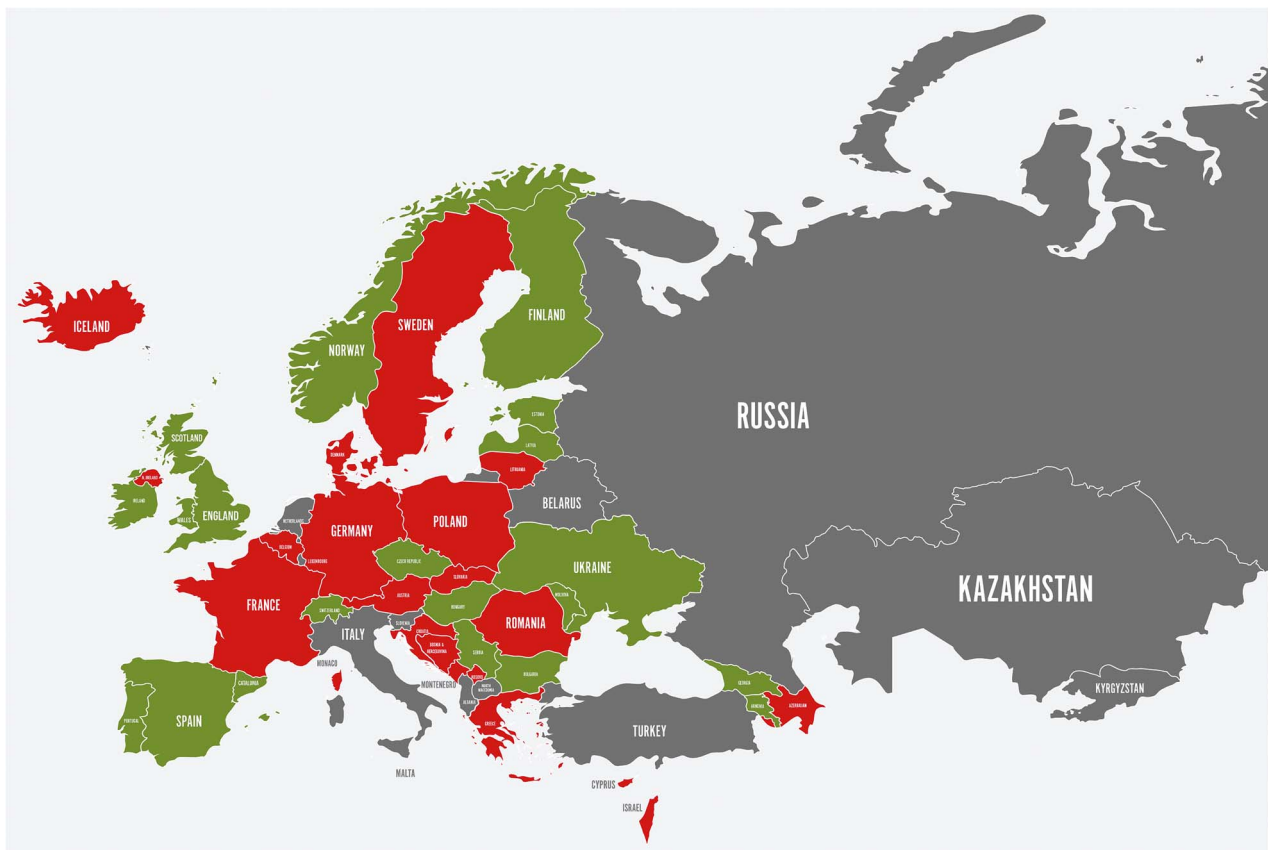 ICELAND
SWEDEN
FINLAND
NORWAY
RUSSIA
SCOTLAND
ESTONIA
LATVIA
DENMARK
LITHUANIA
N. IRELAND
IRELAND
BELARUS
WALES
ENGLAND
NETHERLANDS
GERMANY
POLAND
BELGIUM
LUXEMBOURG
CZECH REPUBLIC
UKRAINE
SLOVAKIA
KAZAKHSTAN
FRANCE
AUSTRIA
SWITZERLAND
HUNGARY
MOLDOVA
ITALY
SLOVENIA
CROATIA
ROMANIA
BOSNIA &
HERZEGOVINA
SERBIA
MONACO
CATALONIA
MONTENEGRO
KOSOVO
BULGARIA
NORTH
MACEDONIA
GEORGIA
KYRGYZSTAN
PORTUGAL
SPAIN
ALBANIA
ARMENIA
AZERBAIJAN
GREECE
TURKEY
MALTA
CYPRUS
ISRAEL